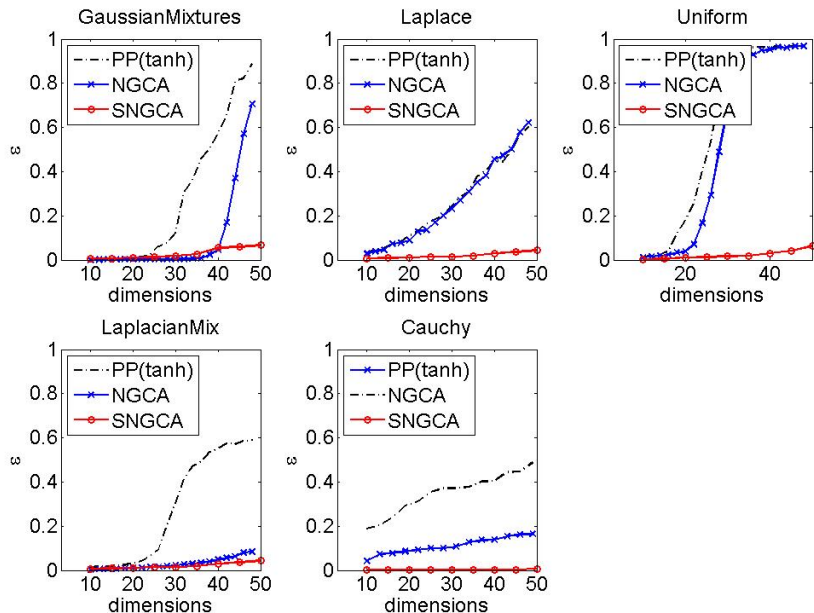 GaussianMixtures
1
0.8
0.6
0.4
0.2
0
ε
PP(tanh)
NGCA
SNGCA
10 20 30 40 50
dimensions
Laplace
1
0.8
0.6
0.4
0.2
0
ε
PP(tanh)
NGCA
SNGCA
10 20 30 40 50
dimensions
Uniform
1
0.8
0.6
0.4
0.2
0
ε
PP(tanh)
NGCA
SNGCA
20 40
dimensions
LaplacianMix
1
0.8
0.6
0.4
0.2
0
ε
PP(tanh)
NGCA
SNGCA
10 20 30 40 50
dimensions
Cauchy
1
0.8
0.6
0.4
0.2
0
ε
PP(tanh)
NGCA
SNGCA
10 20 30 40 50
dimensions